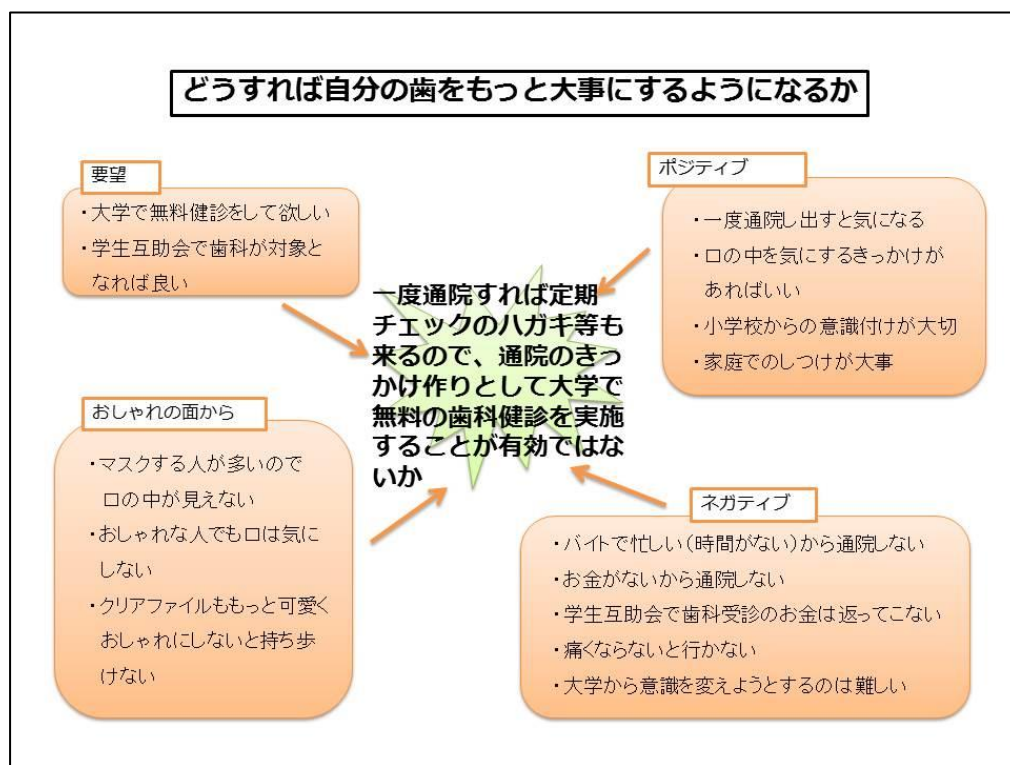 どうすれば自分の歯をもっと大事にするようになるか
要望
・大学で無料健診をして欲しい
・学生互助会で歯科が対象と
なれば良い
ポジティブ
・一度通院し出すと気になる
・口の中を気にするきっかけが
あればいい
・小学校からの意識付けが大切
・家庭でのしつけが大事
一度通院すれば定期
チェックのハガキ等も
来るので、通院のきっ
かけ作りとして大学で
無料の歯科健診を実施
することが有効ではな
いか
おしゃれの面から
・マスクする人が多いので
口の中が見えない
・おしゃれな人でも口は気に
しない
・クリアファイルももっと可愛く
おしゃれにしないと持ち歩
けない
ネガティブ
・バイトで忙しい(時間がない)から通院しない
・お金がないから通院しない
・学生互助会で歯科受診のお金は返ってこない
・痛くならないと行かない
・大学から意識を変えようとするのは難しい